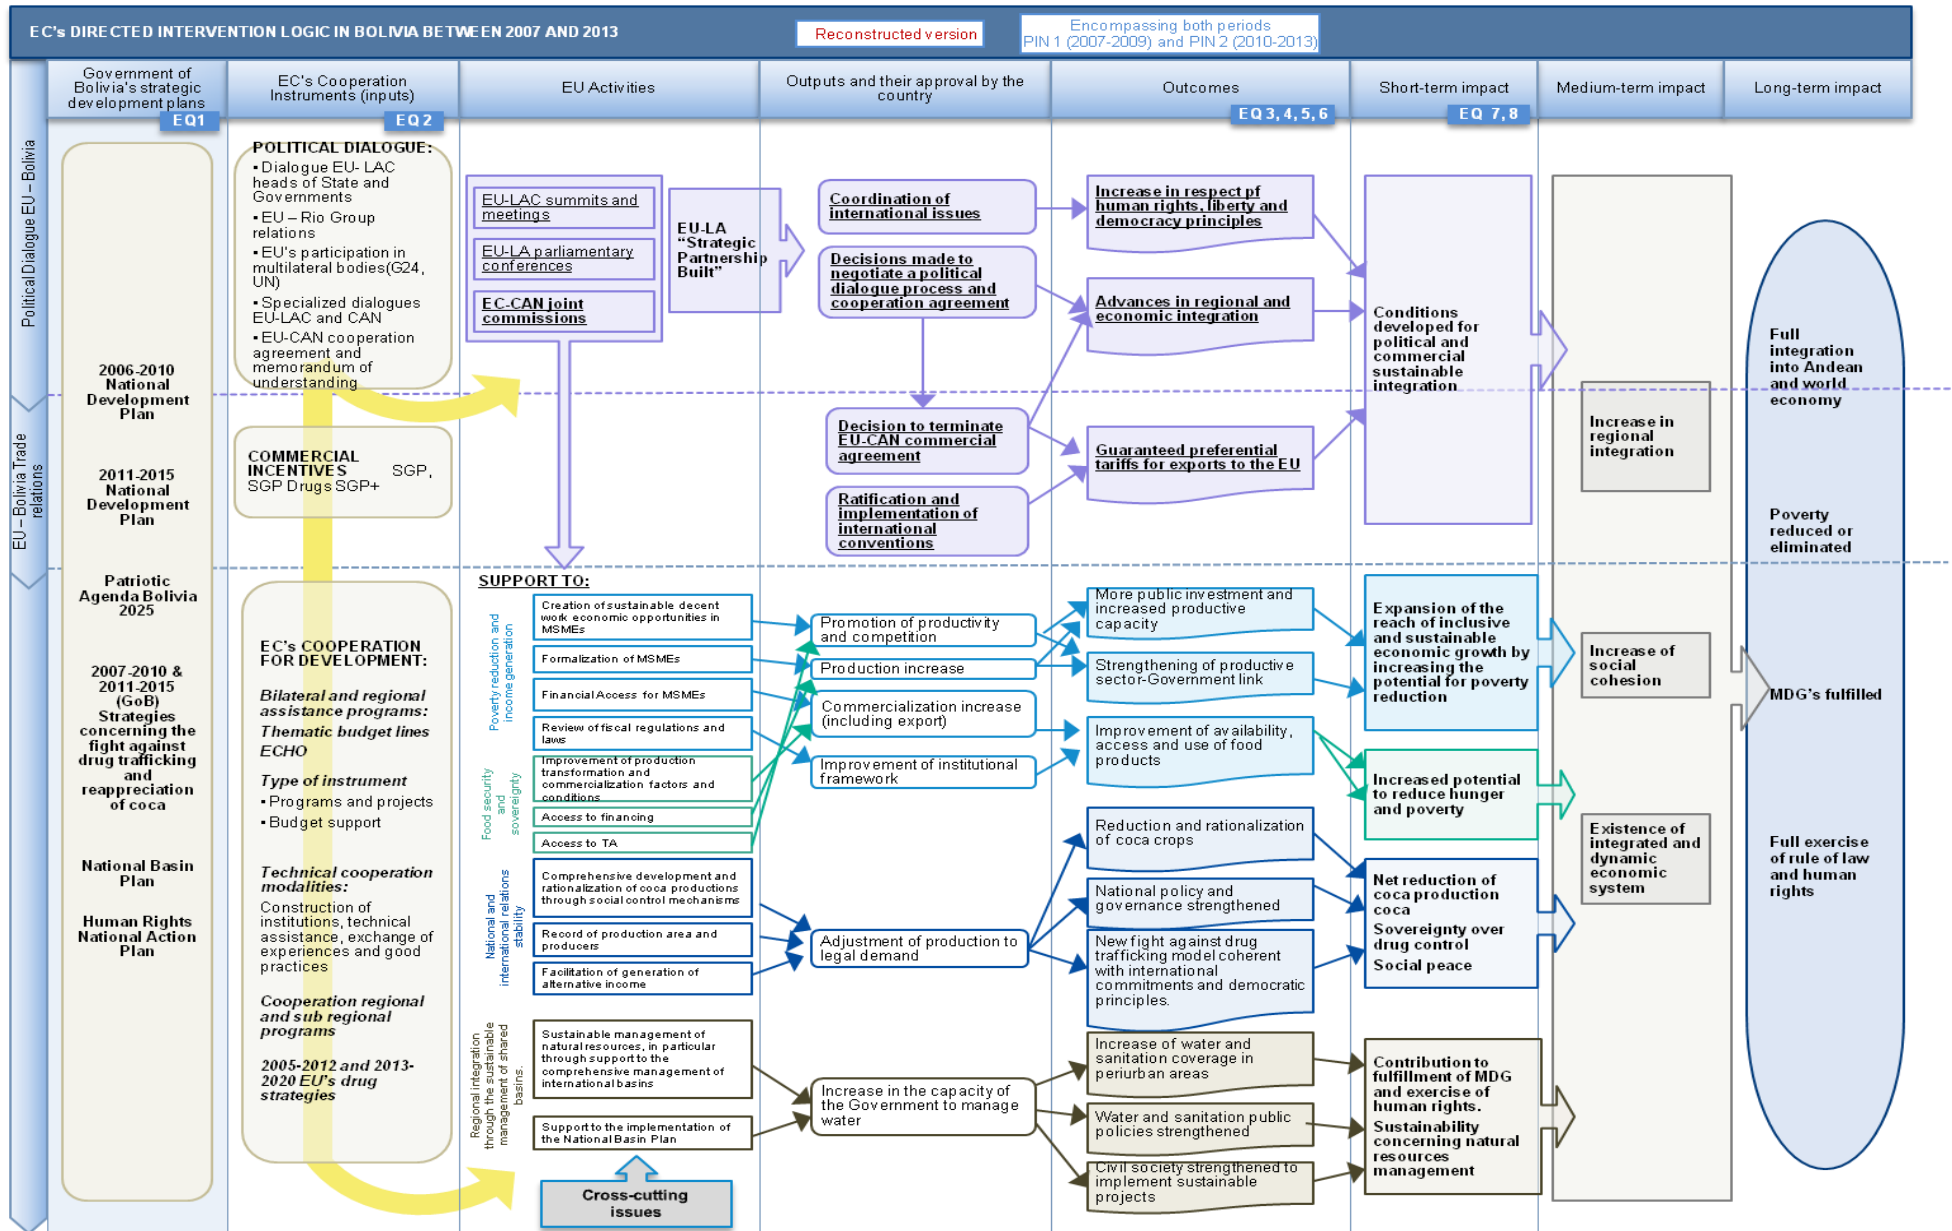 EC's DIRECTED INTERVENTION LOGIC IN BOLIVIA BETWEEN 2007 AND 2013
Reconstructed version
Encompassing both periods
PIN 1 (2007-2009) and PIN 2 (2010-2013)
Government of
Bolivia's strategic
development plans
EQ1
EC's Cooperation
Instruments (inputs)
EQ 2
EU Activities
Outputs and their approval by the
country
Outcomes
EQ 3, 4, 5, 6
Short-term impact
EQ 7, 8
Medium-term impact
Long-term impact
Political Dialogue EU – Bolivia
EU – Bolivia Trade
relations
2006-2010
National
Development
Plan
2011-2015
National
Development
Plan
Patriotic
Agenda Bolivia
2025
2007-2010 &
2011-2015
(GoB)
Strategies
concerning the
fight against
drug trafficking
and
reappreciation
of coca
National Basin
Plan
Human Rights
National Action
Plan
POLITICAL DIALOGUE:
▪ Dialogue EU- LAC
heads of State and
Governments
▪ EU – Rio Group
relations
▪ EU's participation in
multilateral bodies(G24,
UN)
▪ Specialized dialogues
EU-LAC and CAN
▪ EU-CAN cooperation
agreement and
memorandum of
understanding
COMMERCIAL
INCENTIVES SGP,
SGP Drugs SGP+
EC's COOPERATION
FOR DEVELOPMENT:
Bilateral and regional
assistance programs:
Thematic budget lines
ECHO
Type of instrument
▪ Programs and projects
▪ Budget support
Technical cooperation
modalities:
Construction of
institutions, technical
assistance, exchange of
experiences and good
practices
Cooperation regional
and sub regional
programs
2005-2012 and 2013-
2020 EU's drug
strategies
EU-LAC summits and
meetings
EU-LA parliamentary
conferences
EC-CAN joint
commissions
EU-LA
"Strategic
Partnership
Built"
Coordination of
international issues
Decisions made to
negotiate a political
dialogue process and
cooperation agreement
Decision to terminate
EU-CAN commercial
agreement
Ratification and
implementation of
international
conventions
Increase in respect pf
human rights, liberty and
democracy principles
Advances in regional and
economic integration
Guaranteed preferential
tariffs for exports to the EU
Conditions
developed for
political and
commercial
sustainable
integration
SUPPORT TO:
Poverty reduction and
income generation
Creation of sustainable decent
work economic opportunities in
MSMEs
Formalization of MSMEs
Financial Access for MSMEs
Review of fiscal regulations and
laws
Food security
and
sovereignty
Improvement of production
transformation and
commercialization factors and
conditions
Access to financing
Access to TA
National and
international relations
stability
Comprehensive development and
rationalization of coca productions
through social control mechanisms
Record of production area and
producers
Facilitation of generation of
alternative income
Regional integration
through the sustainable
management of shared
basins.
Sustainable management of
natural resources, in particular
through support to the
comprehensive management of
international basins
Support to the implementation of
the National Basin Plan
Cross-cutting
issues
Promotion of productivity
and competition
Production increase
Commercialization increase
(including export)
Improvement of institutional
framework
Adjustment of production to
legal demand
Increase in the capacity of
the Government to manage
water
More public investment and
increased productive
capacity
Strengthening of productive
sector-Government link
Improvement of availability,
access and use of food
products
Reduction and rationalization
of coca crops
National policy and
governance strengthened
New fight against drug
trafficking model coherent
with international
commitments and democratic
principles.
Increase of water and
sanitation coverage in
periurban areas
Water and sanitation public
policies strengthened
Civil society strengthened to
implement sustainable
projects
Expansion of the
reach of inclusive
and sustainable
economic growth by
increasing the
potential for poverty
reduction
Increased potential
to reduce hunger
and poverty
Net reduction of
coca production
coca
Sovereignty over
drug control
Social peace
Contribution to
fulfillment of MDG
and exercise of
human rights.
Sustainability
concerning natural
resources
management
Increase in
regional
integration
Increase of
social
cohesion
Existence of
integrated and
dynamic
economic
system
Full
integration
into Andean
and world
economy
Poverty
reduced or
eliminated
MDG's fulfilled
Full exercise
of rule of law
and human
rights